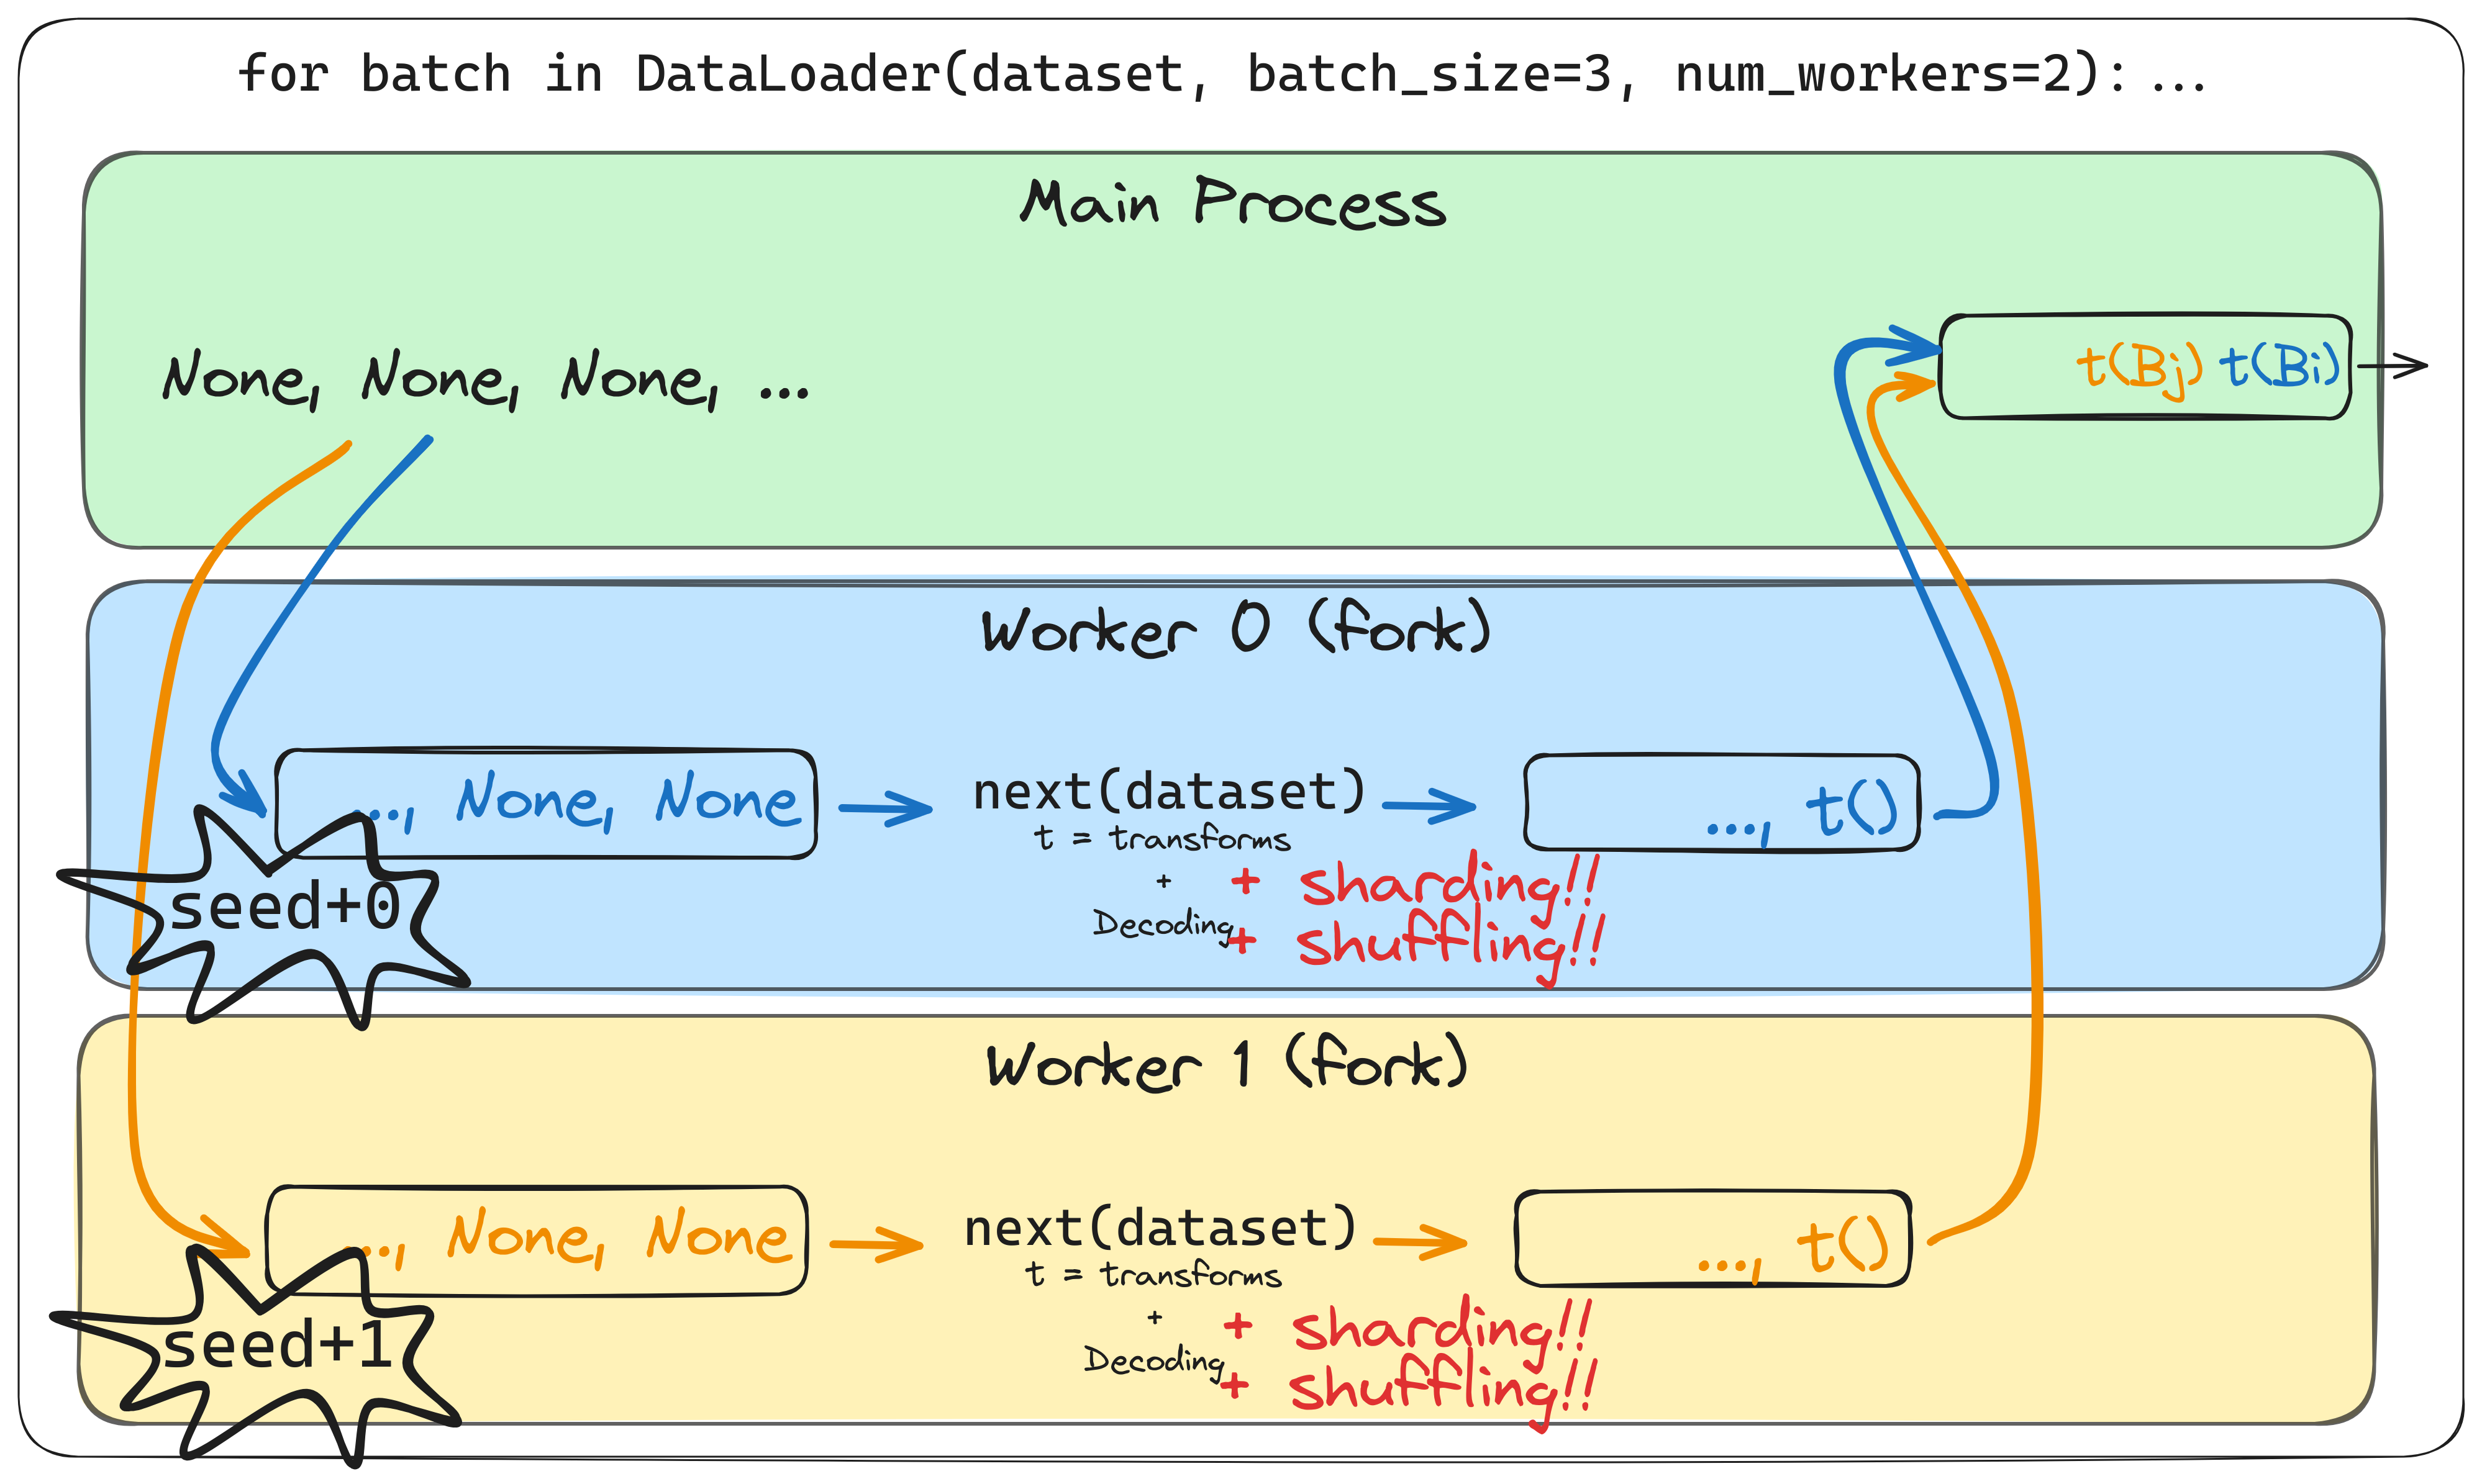 for batch in DataLoader(dataset, batch_size=3, num_workers=2): ...
Main Process
None, None, None, ...
t(Bj) t(Bi)
Worker 0 (fork)
..., None, None
next(dataset)
..., t()
t = transforms
+
+ sharding!!
seed+0
Decoding
+ shuffling!!
Worker 1 (fork)
..., None, None
next(dataset)
..., t()
t = transforms
+
+ sharding!!
seed+1
Decoding
+ shuffling!!